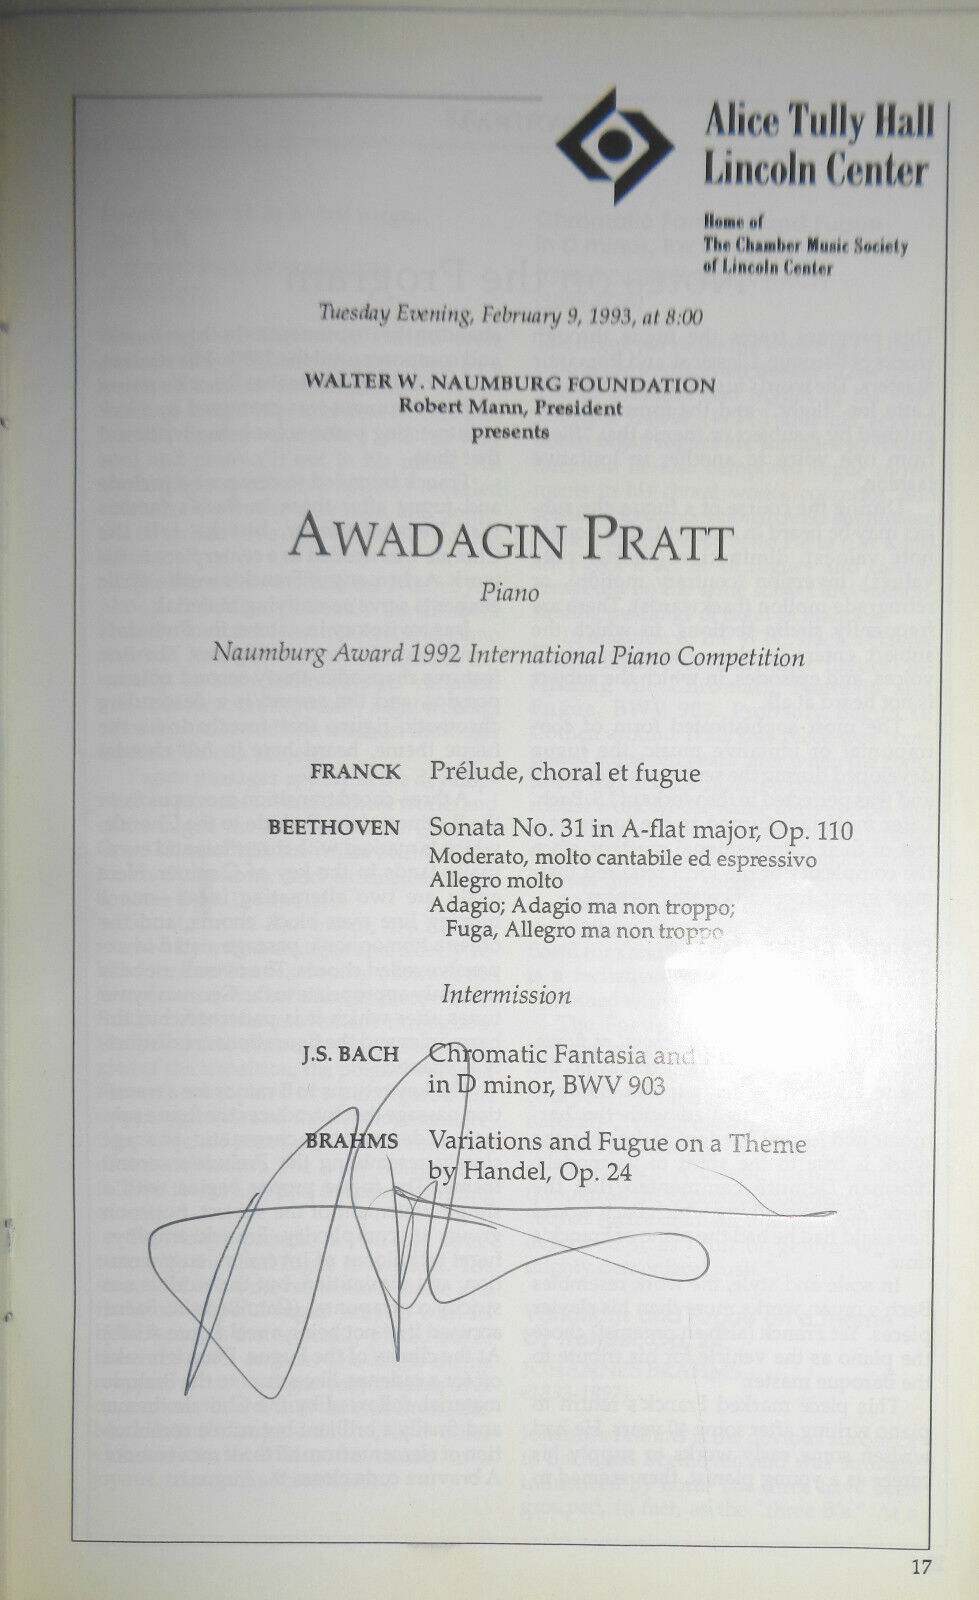 Alice Tully Hall
Lincoln Center
Home of
The Chamber Music Society
of Lincoln Center
Tuesday Evening, February 9, 1993, at 8:00
WALTER W. NAUMBURG FOUNDATION
Robert Mann, President
presents
AWADAGIN PRATT
Piano
Naumburg Award 1992 International Piano Competition
FRANCK Prélude, choral et fugue
BEETHOVEN Sonata No. 31 in A-flat major, Op. 110
Moderato, molto cantabile ed espressivo
Allegro molto
Adagio; Adagio ma non troppo;
Fuga, Allegro ma non troppo
Intermission
J.S. BACH Chromatic Fantasia and
in D minor, BWV 903
BRAHMS Variations and Fugue on a Theme
by Handel, Op. 24
17